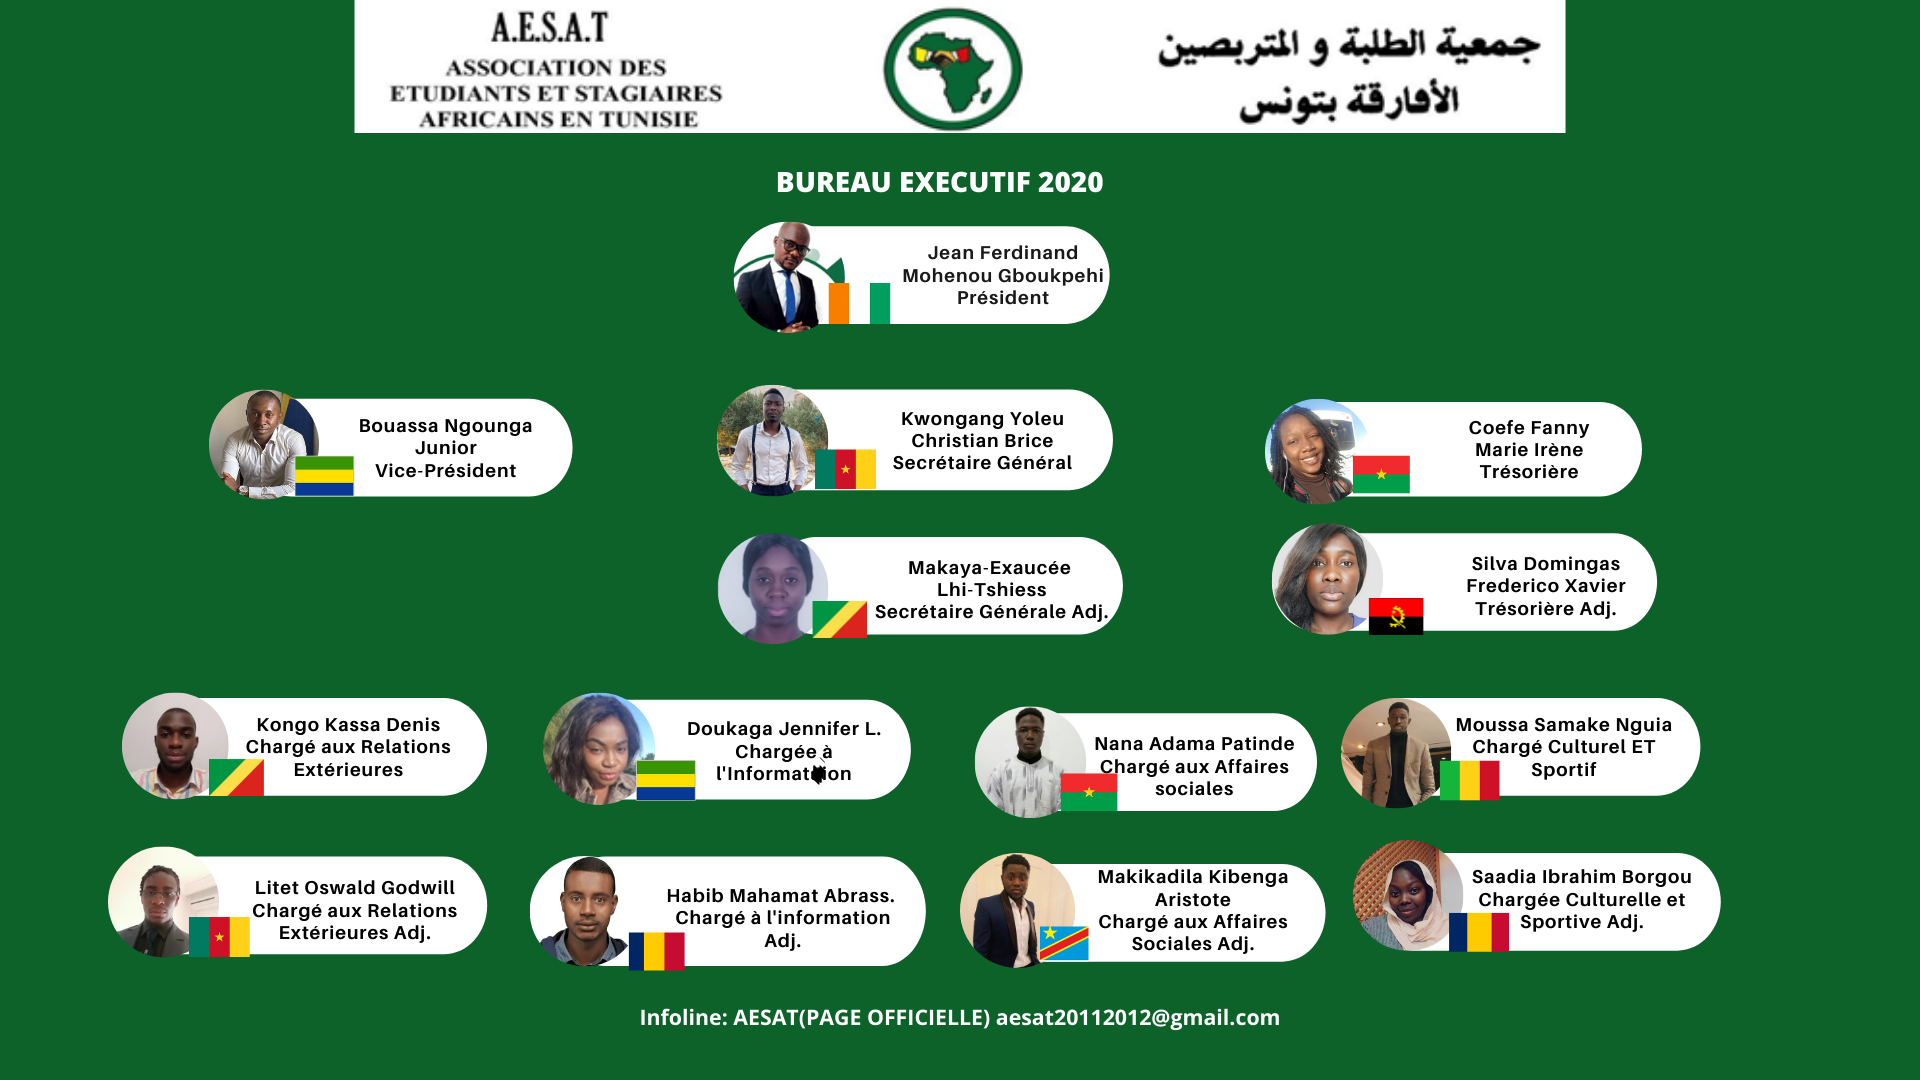 A.E.S.A.T
ASSOCIATION DES
ETUDIANTS ET STAGIAIRES
AFRICAINS EN TUNISIE
جمعية الطلبة و المتربصين
الأفارقة بتونس
BUREAU EXECUTIF 2020
Jean Ferdinand
Mohenou Gboukpehi
Président
Bouassa Ngounga
Junior
Vice-Président
Kwongang Yoleu
Christian Brice
Secrétaire Général
Coefe Fanny
Marie Irène
Trésorière
Makaya-Exaucée
Lhi-Tshiess
Secrétaire Générale Adj.
Silva Domingas
Frederico Xavier
Trésorière Adj.
Kongo Kassa Denis
Chargé aux Relations
Extérieures
Doukaga Jennifer L.
Chargée à
l'Information
Nana Adama Patinde
Chargé aux Affaires
sociales
Moussa Samake Nguia
Chargé Culturel ET
Sportif
Litet Oswald Godwill
Chargé aux Relations
Extérieures Adj.
Habib Mahamat Abrass.
Chargé à l'information
Adj.
Makikadila Kibenga
Aristote
Chargé aux Affaires
Sociales Adj.
Saadia Ibrahim Borgou
Chargée Culturelle et
Sportive Adj.
Infoline: AESAT(PAGE OFFICIELLE) aesat20112012@gmail.com